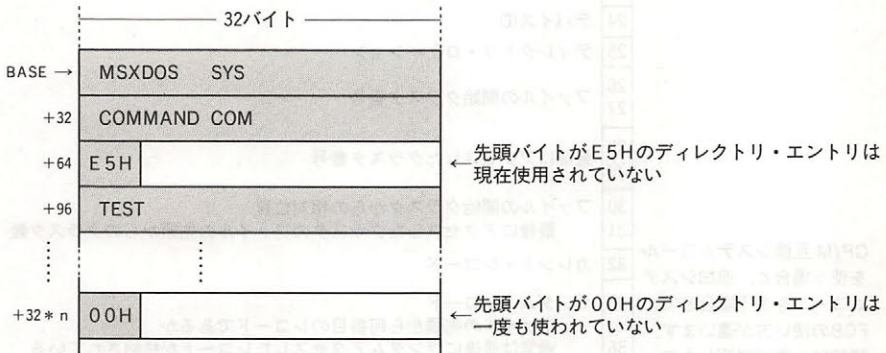 32バイト
BASE → MSXDOS SYS
+32 COMMAND COM
+64 E5H ← 先頭バイトがE5Hのディレクトリ・エントリは
現在使用されていない
+96 TEST
+32*n 00H ← 先頭バイトが00Hのディレクトリ・エントリは
一度も使われていない